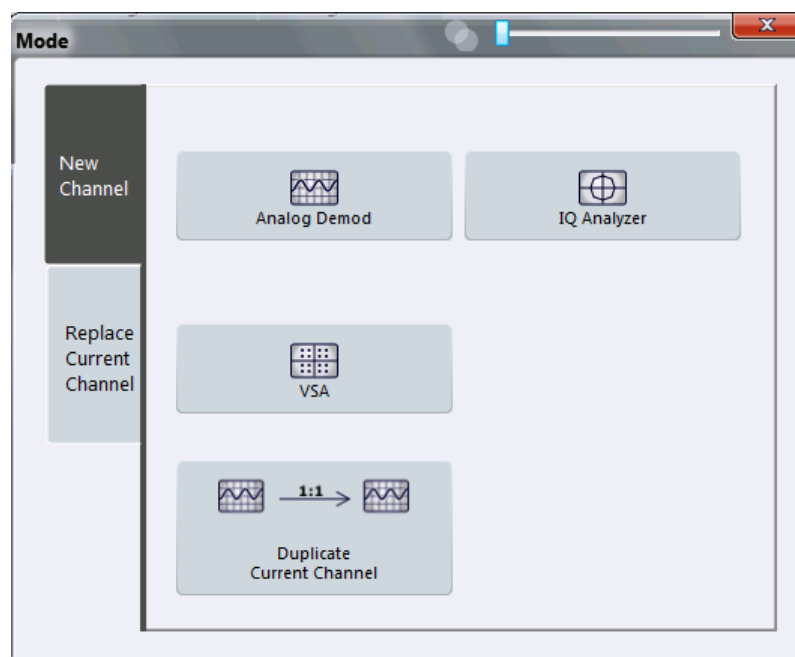 Mode
New
Channel
Analog Demod
IQ Analyzer
Replace
Current
Channel
VSA
1:1
Duplicate
Current Channel